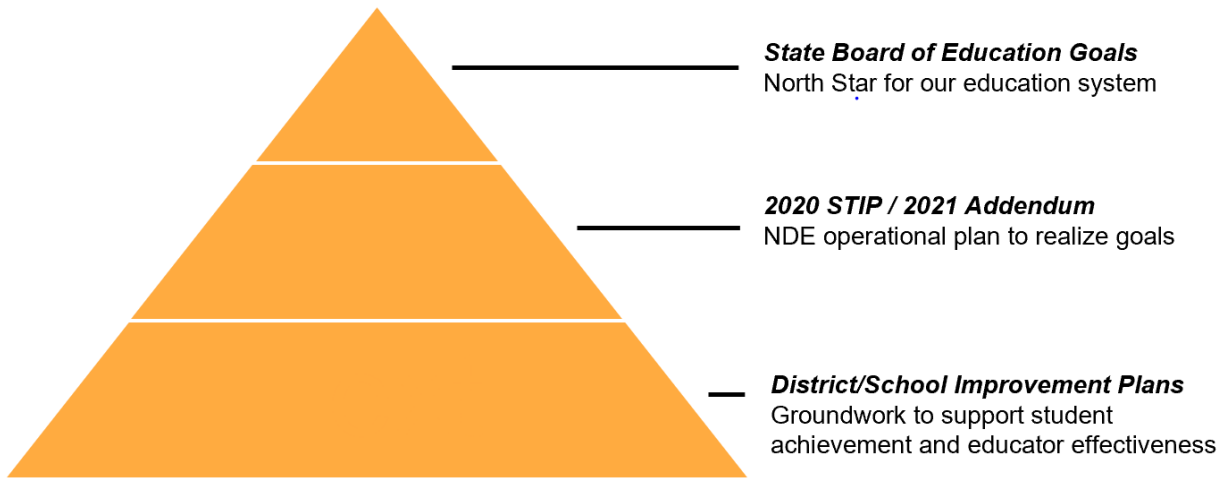 State Board of Education Goals
North Star for our education system
2020 STIP / 2021 Addendum
NDE operational plan to realize goals
District/School Improvement Plans
Groundwork to support student
achievement and educator effectiveness